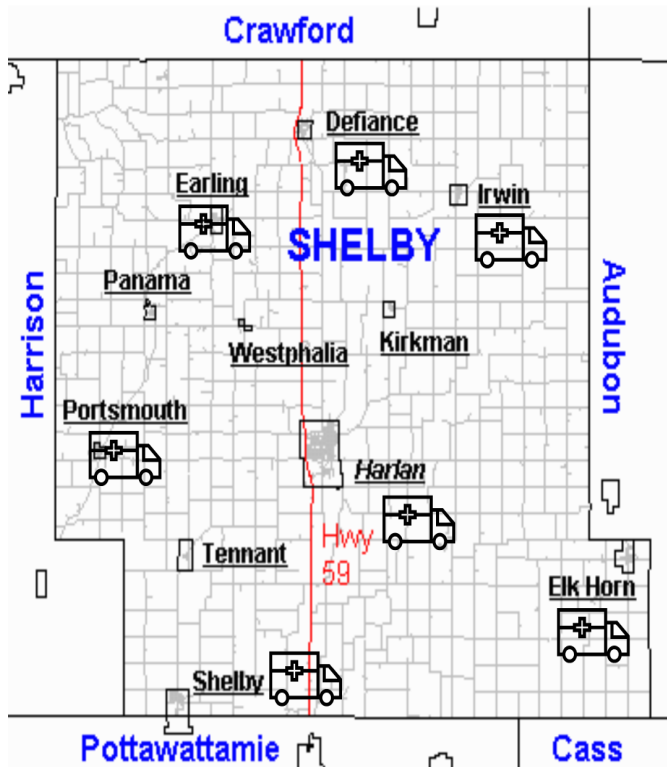 Crawford
Defiance
Earling
Irwin
SHELBY
Panama
Harrison
Audubon
Westphalia
Kirkman
Portsmouth
Harlan
Hwy
59
Tennant
Elk Horn
Shelby
Pottawattamie
Cass